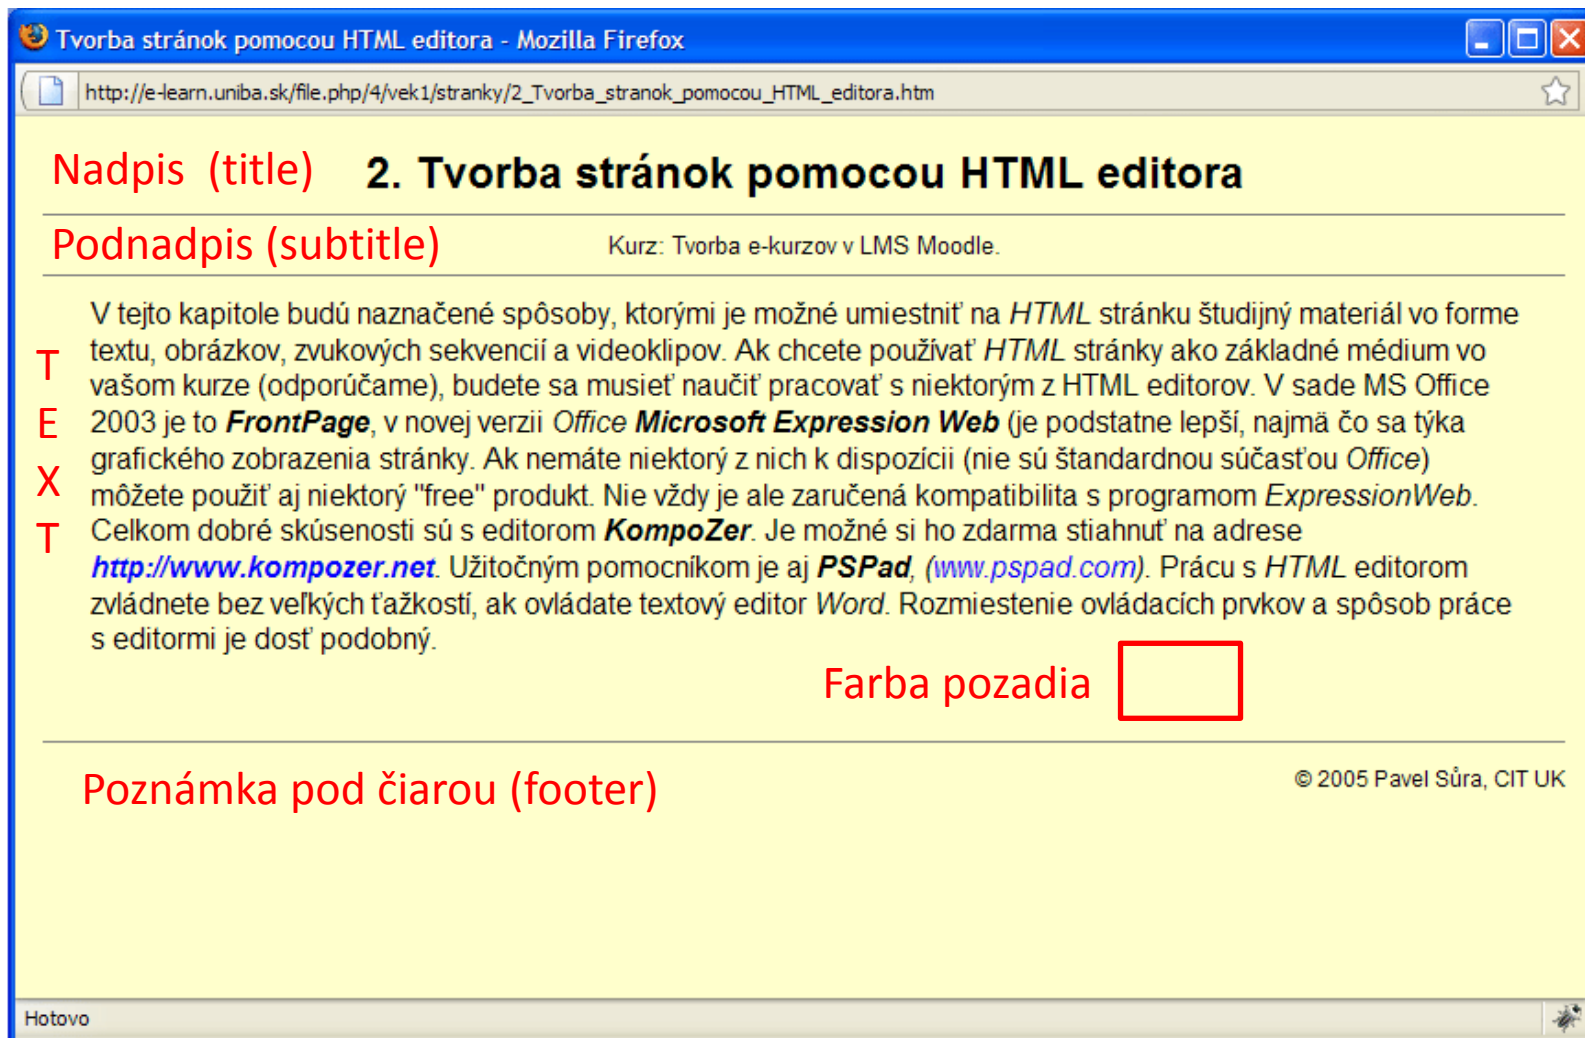 Tvorba stránok pomocou HTML editora - Mozilla Firefox
http://e-learn.uniba.sk/file.php/4/vek1/stranky/2_Tvorba_stranok_pomocou_HTML_editora.htm
Nadpis (title) 2. Tvorba stránok pomocou HTML editora
Podnadpis (subtitle) Kurz: Tvorba e-kurzov v LMS Moodle.
V tejto kapitole budú naznačené spôsoby, ktorými je možné umiestniť na HTML stránku študijný materiál vo forme
textu, obrázkov, zvukových sekvencií a videoklipov. Ak chcete používať HTML stránky ako základné médium vo
vašom kurze (odporúčame), budete sa musieť naučiť pracovať s niektorým z HTML editorov. V sade MS Office
2003 je to FrontPage, v novej verzii Office Microsoft Expression Web (je podstatne lepší, najmä čo sa týka
grafického zobrazenia stránky. Ak nemáte niektorý z nich k dispozícii (nie sú štandardnou súčasťou Office)
môžete použiť aj niektorý "free" produkt. Nie vždy je ale zaručená kompatibilita s programom ExpressionWeb.
Celkom dobré skúsenosti sú s editorom KompoZer. Je možné si ho zdarma stiahnuť na adrese
http://www.kompozer.net. Užitočným pomocníkom je aj PSPad, (www.pspad.com). Prácu s HTML editorom
zvládnete bez veľkých ťažkostí, ak ovládate textový editor Word. Rozmiestenie ovládacích prvkov a spôsob práce
s editormi je dosť podobný.
T
E
X
T
Farba pozadia
Poznámka pod čiarou (footer)
© 2005 Pavel Sůra, CIT UK
Hotovo